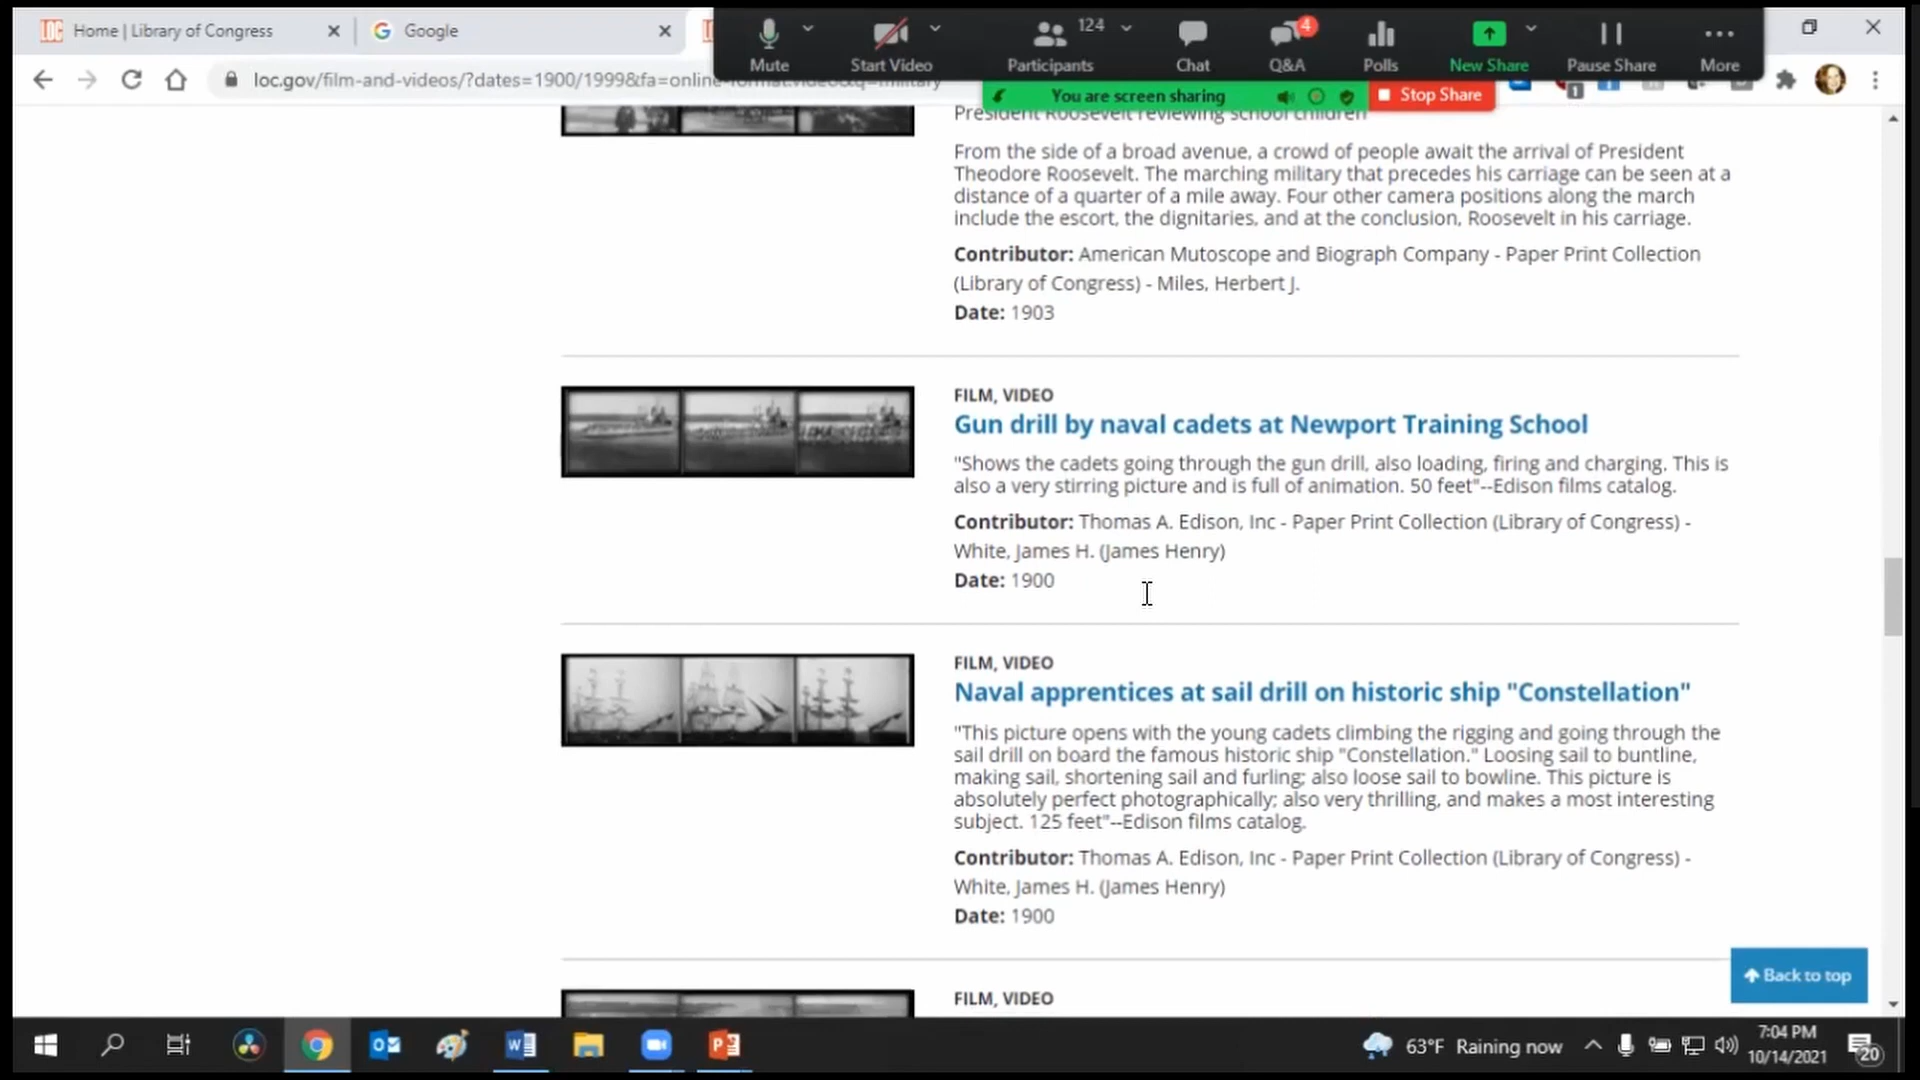 Home | Library of Congress
Google
Mute
Start Video
124
Participants
Chat
4
Q&A
Polls
New Share
Pause Share
More
loc.gov/film-and-videos/?dates=1900/1999&fa=online-format:video&q=military
You are screen sharing
Stop Share
1
President Roosevelt reviewing school children
From the side of a broad avenue, a crowd of people await the arrival of President
Theodore Roosevelt. The marching military that precedes his carriage can be seen at a
distance of a quarter of a mile away. Four other camera positions along the march
include the escort, the dignitaries, and at the conclusion, Roosevelt in his carriage.
Contributor: American Mutoscope and Biograph Company - Paper Print Collection
(Library of Congress) - Miles, Herbert J.
Date: 1903
FILM, VIDEO
Gun drill by naval cadets at Newport Training School
"Shows the cadets going through the gun drill, also loading, firing and charging. This is
also a very stirring picture and is full of animation. 50 feet"--Edison films catalog.
Contributor: Thomas A. Edison, Inc - Paper Print Collection (Library of Congress) -
White, James H. (James Henry)
Date: 1900
FILM, VIDEO
Naval apprentices at sail drill on historic ship "Constellation"
"This picture opens with the young cadets climbing the rigging and going through the
sail drill on board the famous historic ship "Constellation." Loosing sail to buntline,
making sail, shortening sail and furling; also loose sail to bowline. This picture is
absolutely perfect photographically; also very thrilling, and makes a most interesting
subject. 125 feet"--Edison films catalog.
Contributor: Thomas A. Edison, Inc - Paper Print Collection (Library of Congress) -
White, James H. (James Henry)
Date: 1900
Back to top
FILM, VIDEO
63°F Raining now
7:04 PM
10/14/2021
20